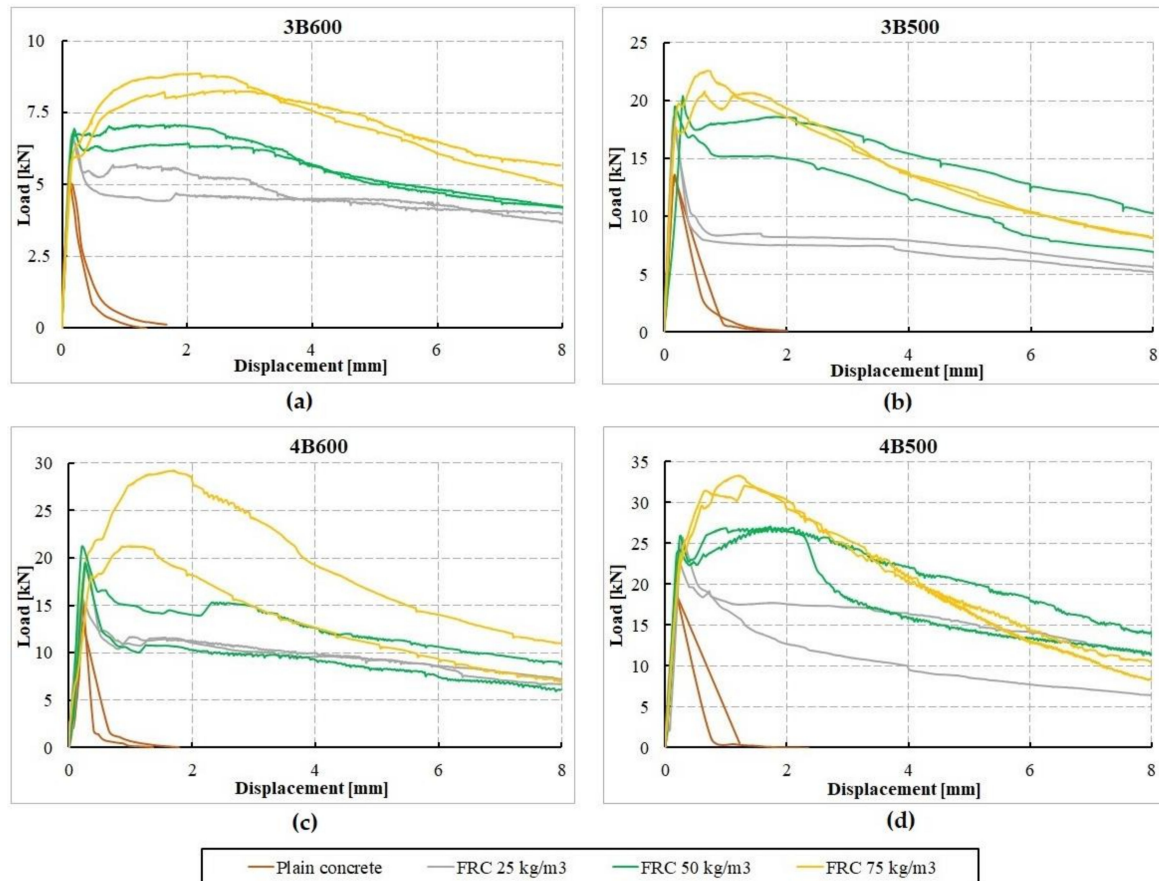 3B600
10
7.5
5
2.5
0
Load [kN]
0 2 4 6 8
Displacement [mm]
(a)
3B500
25
20
15
10
5
0
Load [kN]
0 2 4 6 8
Displacement [mm]
(b)
4B600
30
25
20
15
10
5
0
Load [kN]
0 2 4 6 8
Displacement [mm]
(c)
4B500
35
30
25
20
15
10
5
0
Load [kN]
0 2 4 6 8
Displacement [mm]
(d)
Plain concrete FRC 25 kg/m3 FRC 50 kg/m3 FRC 75 kg/m3